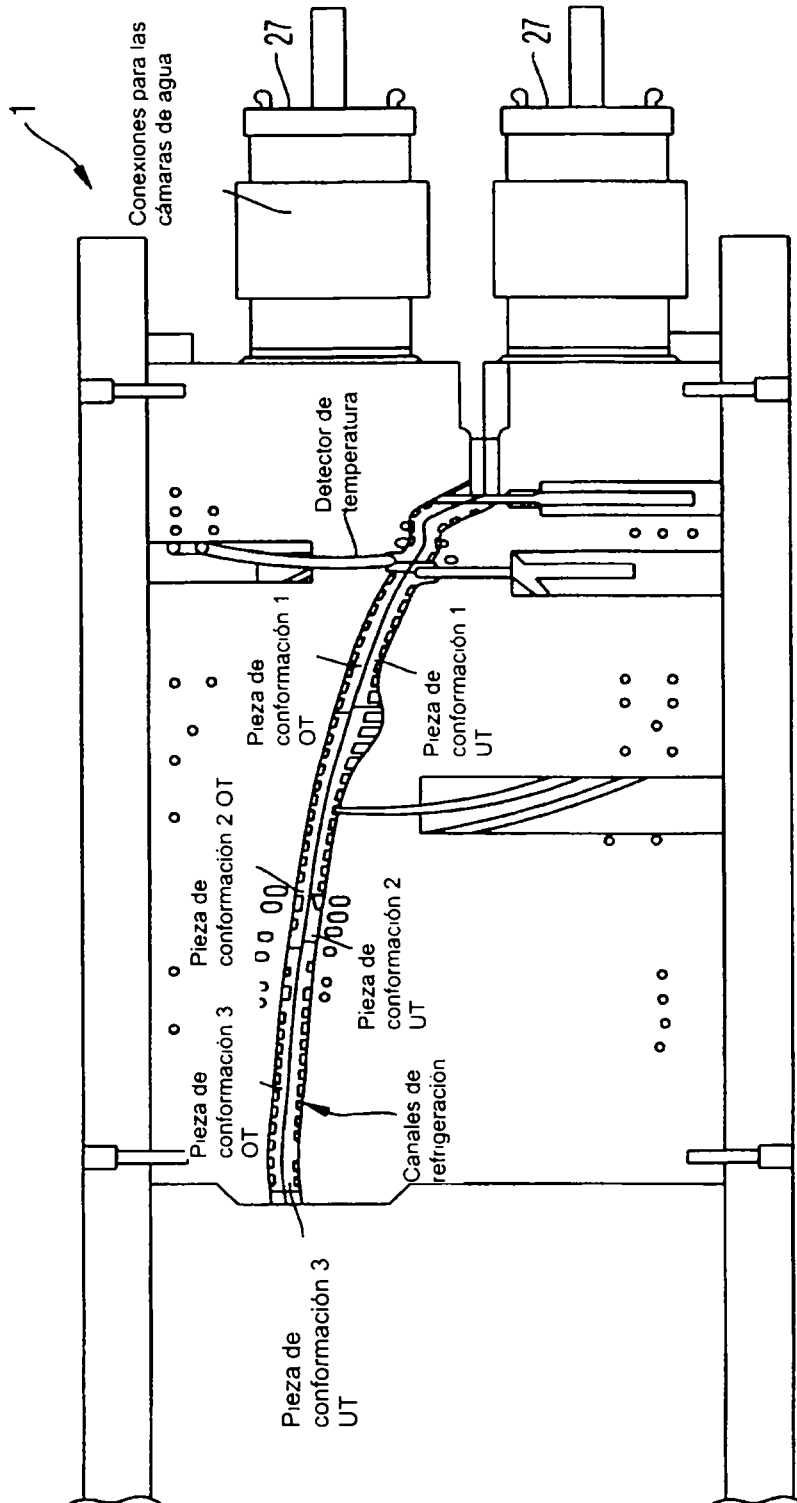 1
Conexiones para las
cámaras de agua
27
27
Detector de
temperatura
Pieza de
conformación 1
OT
Pieza de
conformación 1
UT
Pieza de
conformación 2 OT
Pieza de
conformación 2
UT
Pieza de
conformación 3
OT
Canales de
refrigeración
Pieza de
conformación 3
UT